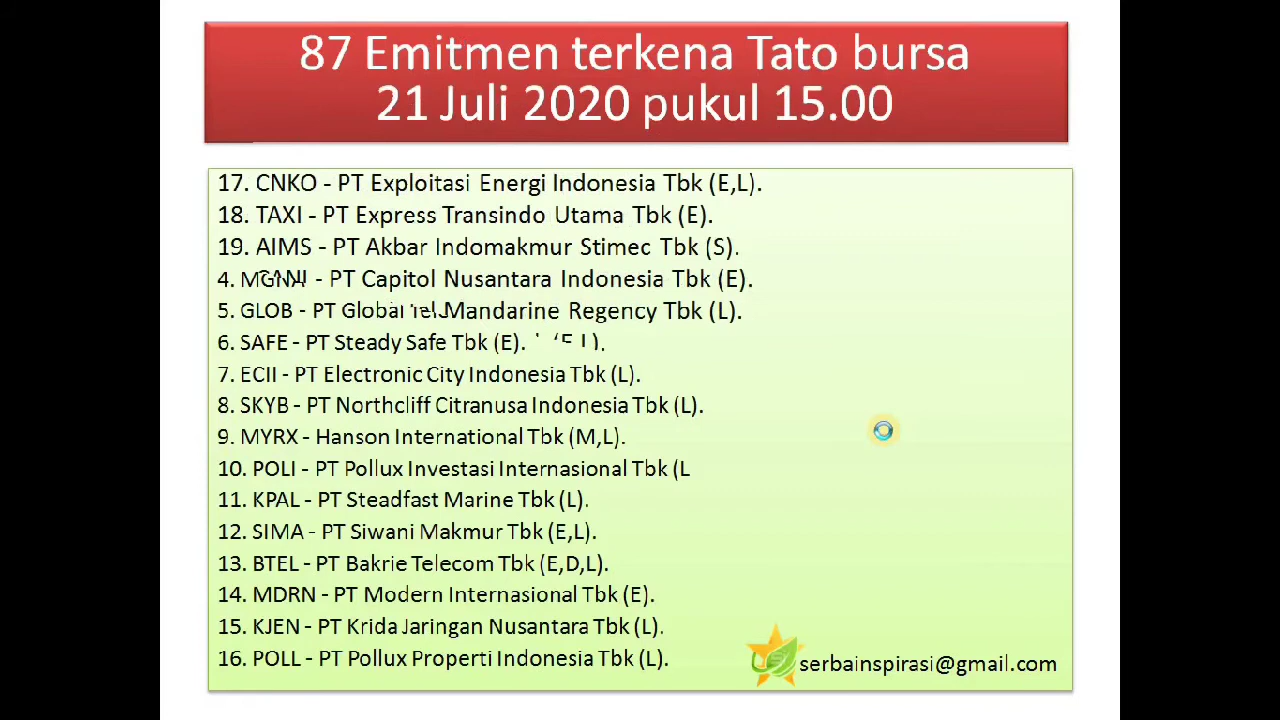 87 Emitmen terkena Tato bursa
21 Juli 2020 pukul 15.00
17. CNKO - PT Exploitasi Energi Indonesia Tbk (E,L).
18. TAXI - PT Express Transindo Utama Tbk (E).
19. AIMS - PT Akbar Indomakmur Stimec Tbk (S).
4. - PT Capitol Nusantara Indonesia Tbk (E).
5. GLOB - PT Global Mandarine Regency Tbk (L).
6. SAFE - PT Steady Safe Tbk (E).
7. ECII - PT Electronic City Indonesia Tbk (L).
8. SKYB - PT Northcliff Citranusa Indonesia Tbk (L).
9. MYRX - Hanson International Tbk (M,L).
10. POLI - PT Pollux Investasi Internasional Tbk (L
11. KPAL - PT Steadfast Marine Tbk (L).
12. SIMA - PT Siwani Makmur Tbk (E,L).
13. BTEL - PT Bakrie Telecom Tbk (E,D,L).
14. MDRN - PT Modern Internasional Tbk (E).
15. KJEN - PT Krida Jaringan Nusantara Tbk (L).
16. POLL - PT Pollux Properti Indonesia Tbk (L).
serbainspirasi@gmail.com